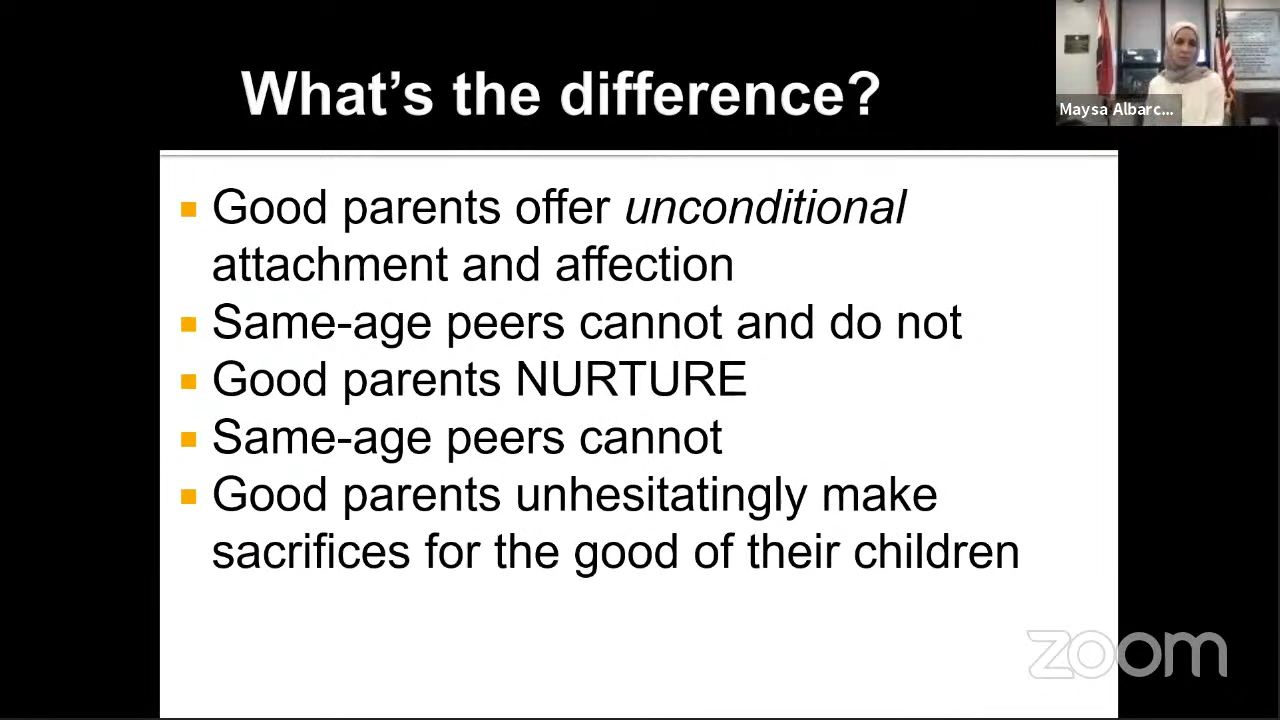 What's the difference?
Maysa Albarc...
Good parents offer unconditional
attachment and affection
Same-age peers cannot and do not
Good parents NURTURE
Same-age peers cannot
Good parents unhesitatingly make
sacrifices for the good of their children
zoom